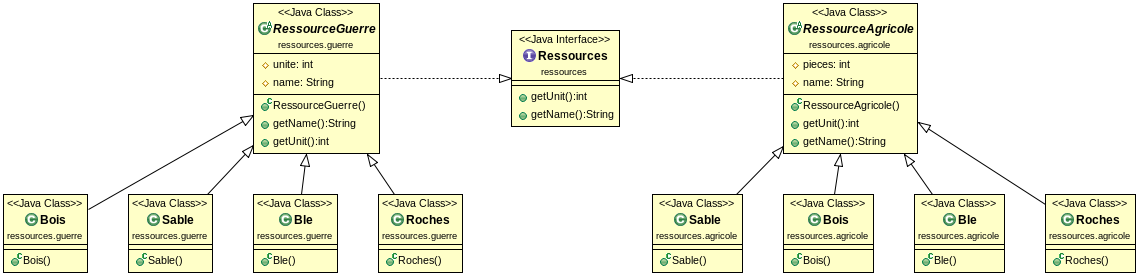 <<Java Class>>
RessourceGuerre
ressources.guerre
unite: int
name: String
RessourceGuerre()
getName():String
getUnit():int
<<Java Interface>>
Ressources
ressources
getUnit():int
getName():String
<<Java Class>>
RessourceAgricole
ressources.agricole
pieces: int
name: String
RessourceAgricole()
getUnit():int
getName():String
<<Java Class>>
Bois
ressources.guerre
Bois()
<<Java Class>>
Sable
ressources.guerre
Sable()
<<Java Class>>
Ble
ressources.guerre
Ble()
<<Java Class>>
Roches
ressources.guerre
Roches()
<<Java Class>>
Sable
ressources.agricole
Sable()
<<Java Class>>
Bois
ressources.agricole
Bois()
<<Java Class>>
Ble
ressources.agricole
Ble()
<<Java Class>>
Roches
ressources.agricole
Roches()